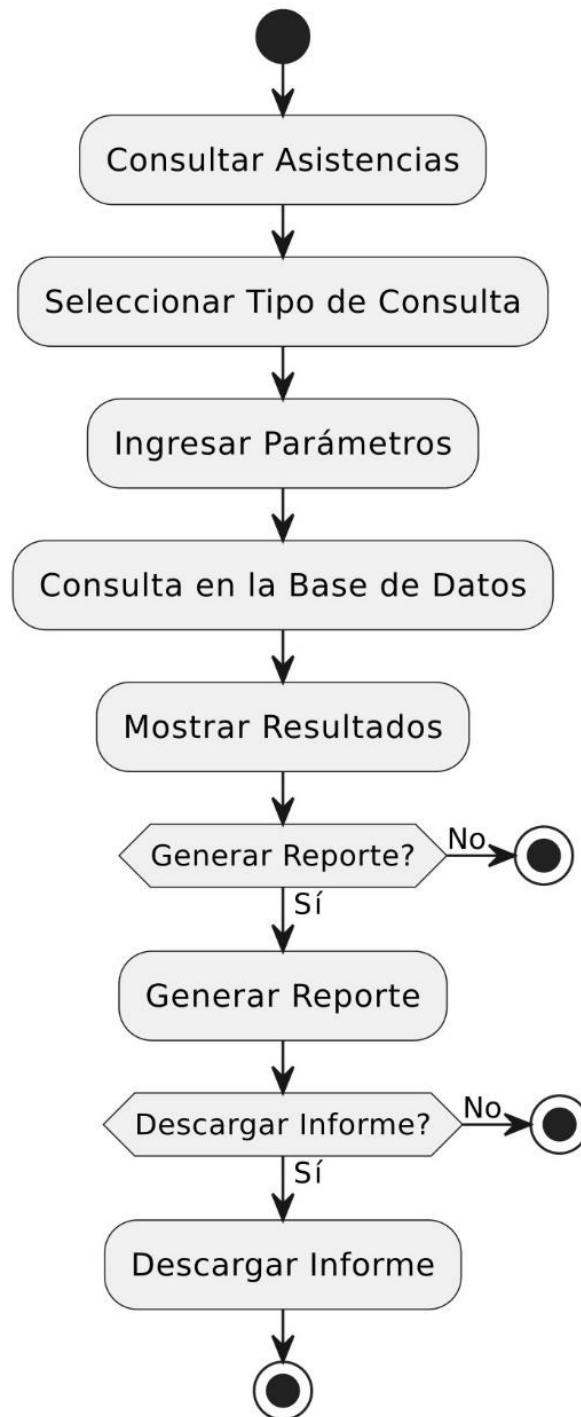 Consultar Asistencias
Seleccionar Tipo de Consulta
Ingresar Parámetros
Consulta en la Base de Datos
Mostrar Resultados
Generar Reporte?
No
Sí
Generar Reporte
Descargar Informe?
No
Sí
Descargar Informe